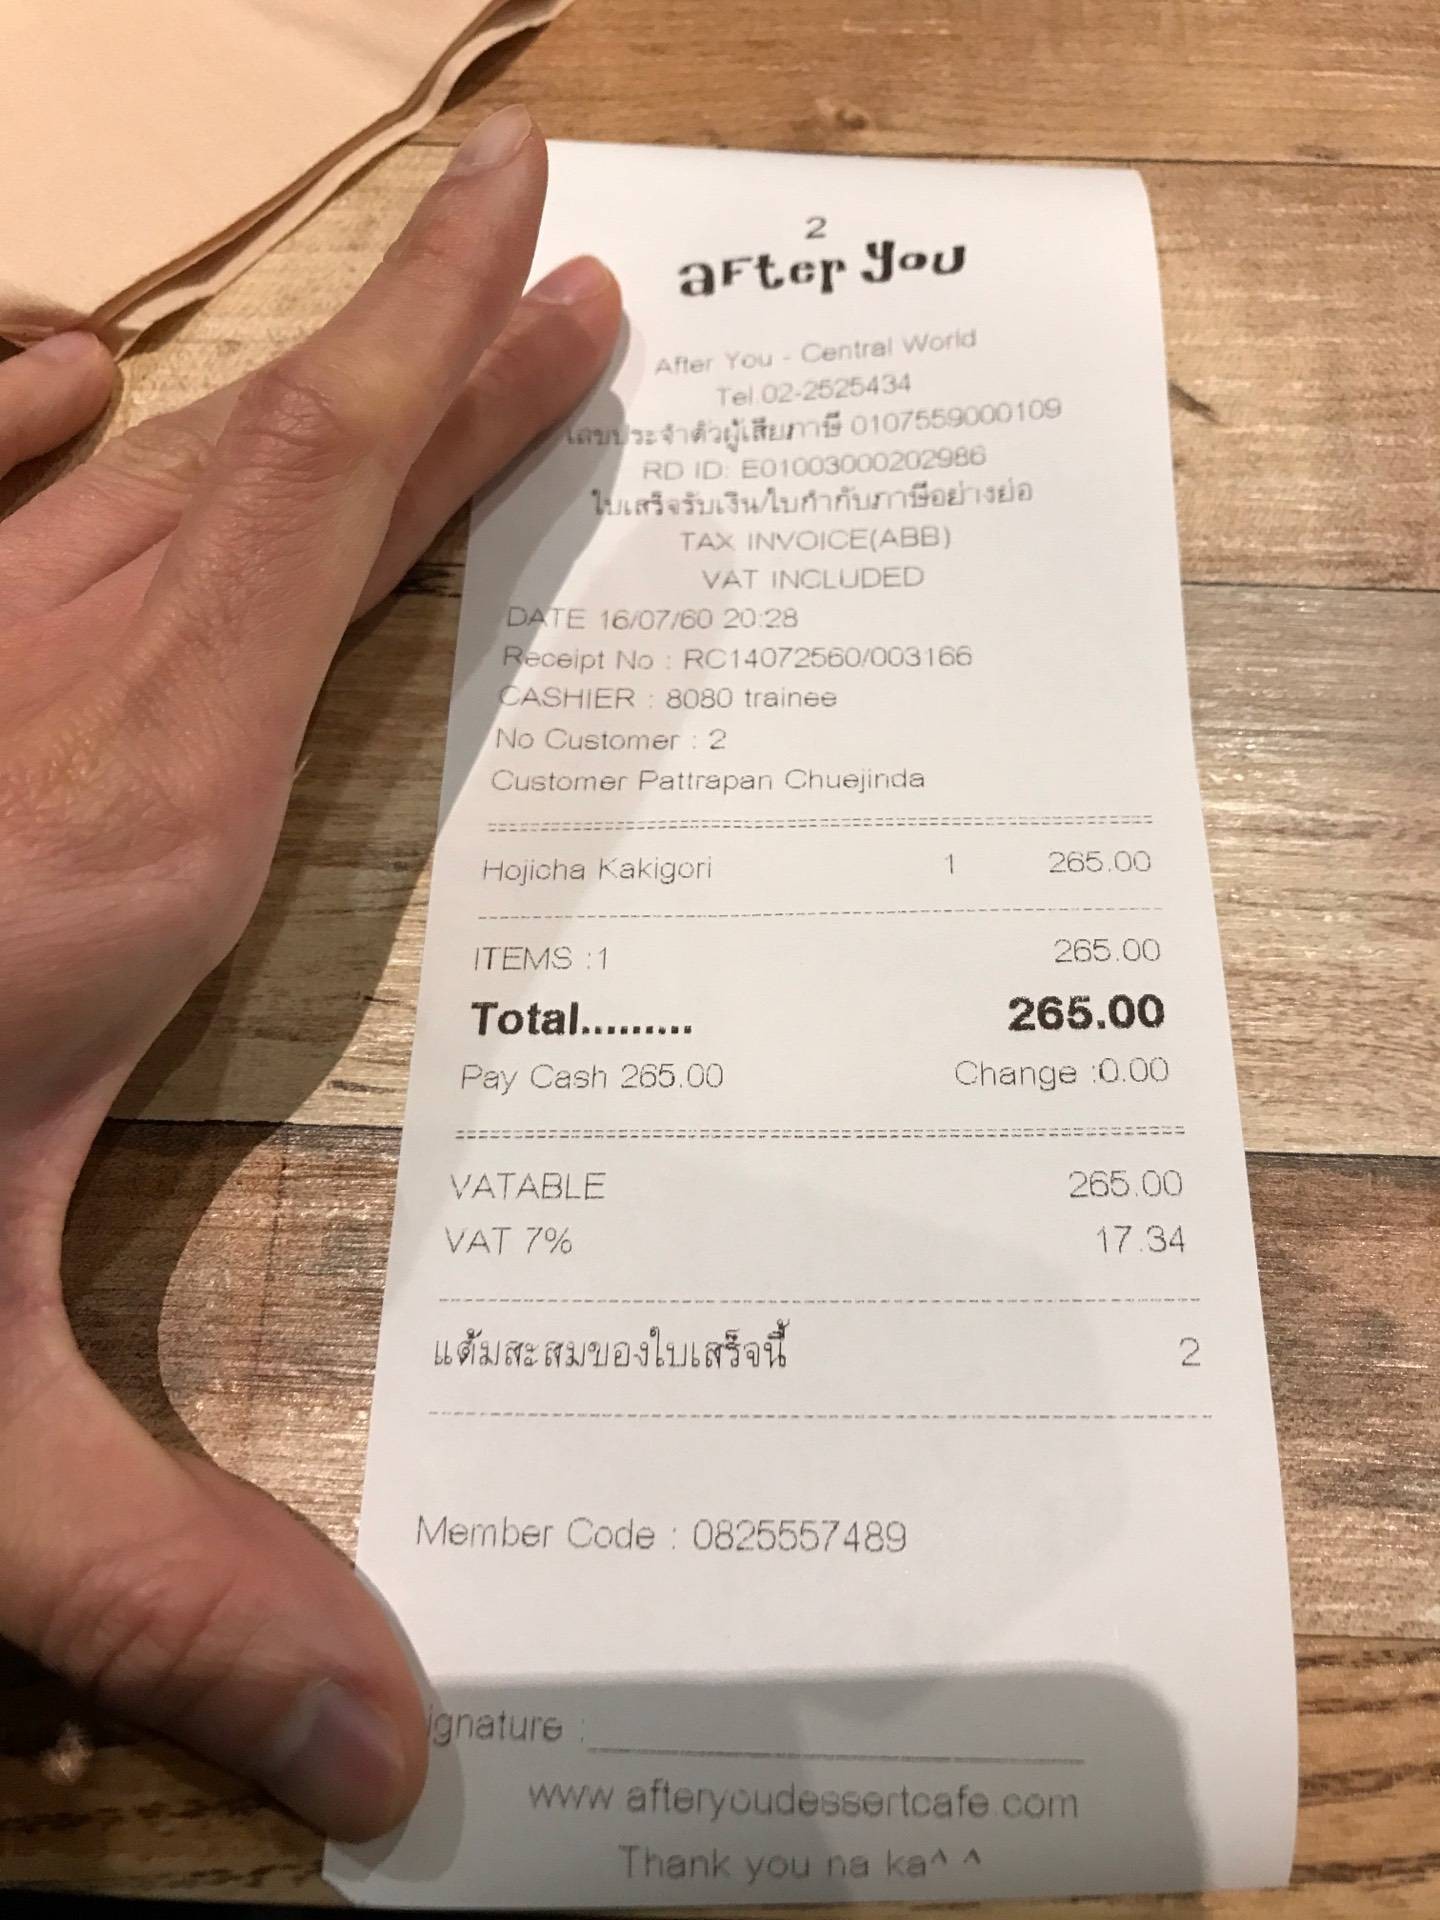 2
after you
After You - Central World
Tel.02-2525434
เลขประจำตัวผู้เสียภาษี 0107559000109
RD ID: E01003000202986
ใบเสร็จรับเงิน/ใบกำกับภาษีอย่างย่อ
TAX INVOICE(ABB)
VAT INCLUDED
DATE 16/07/60 20:28
Receipt No : RC14072560/003166
CASHIER : 8080 trainee
No Customer : 2
Customer Pattrapan Chuejinda
Hojicha Kakigori 1 265.00
ITEMS :1 265.00
Total......... 265.00
Pay Cash 265.00 Change :0.00
VATABLE 265.00
VAT 7% 17.34
แต้มสะสมของใบเสร็จนี้ 2
Member Code : 0825557489
ignature :
www.afteryoudessertcafe.com
Thank you na ka^ ^